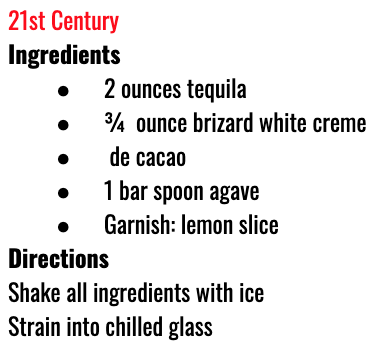 21st Century
Ingredients
● 2 ounces tequila
● ¾ ounce brizard white creme
● de cacao
● 1 bar spoon agave
● Garnish: lemon slice
Directions
Shake all ingredients with ice
Strain into chilled glass